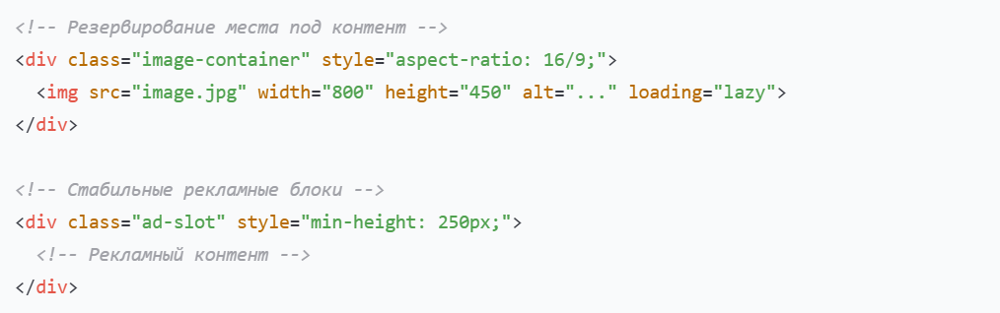 <!-- Резервирование места под контент -->
<div class="image-container" style="aspect-ratio: 16/9;">
  <img src="image.jpg" width="800" height="450" alt="..." loading="lazy">
</div>
<!-- Стабильные рекламные блоки -->
<div class="ad-slot" style="min-height: 250px;">
  <!-- Рекламный контент -->
</div>